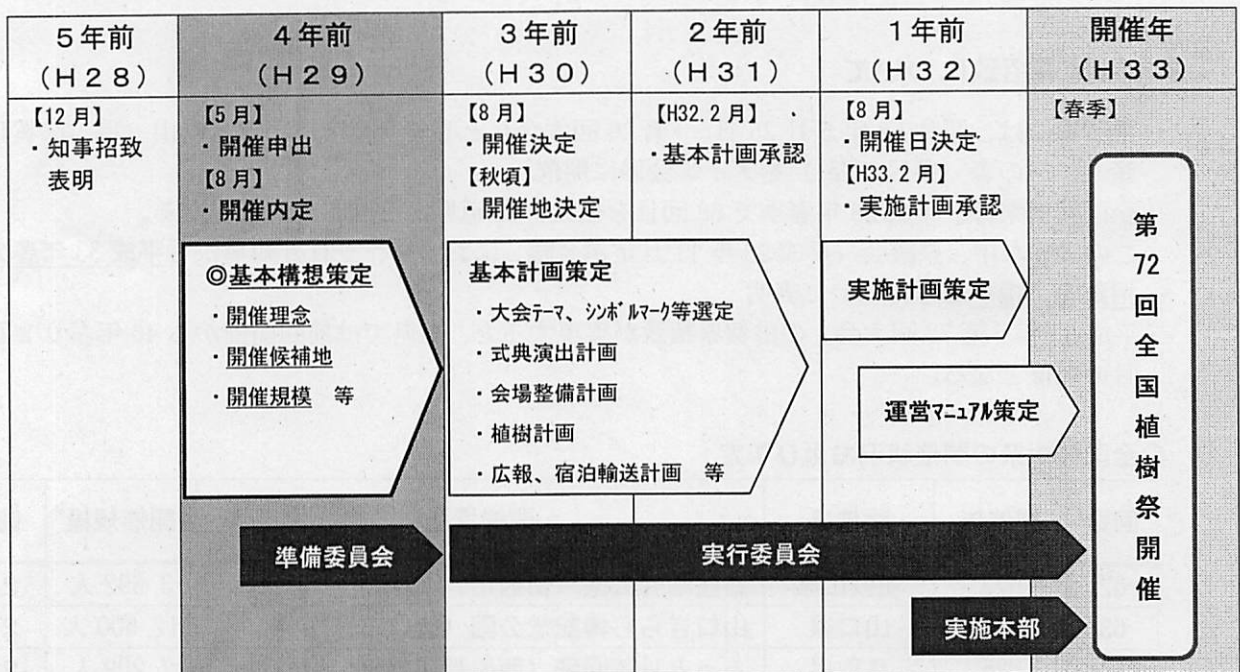 5年前
（H28）
4年前
（H29）
3年前
（H30）
2年前
（H31）
1年前
（H32）
開催年
（H33）
【12月】
・知事招致
表明
【5月】
・開催申出
【8月】
・開催内定
【8月】
・開催決定
【秋頃】
・開催地決定
【H32.2月】
・基本計画承認
【8月】
・開催日決定
【H33.2月】
・実施計画承認
【春季】
◎基本構想策定
・開催理念
・開催候補地
・開催規模　等
基本計画策定
・大会ﾃｰﾏ、ｼﾝﾎﾞﾙﾏｰｸ等選定
・式典演出計画
・会場整備計画
・植樹計画
・広報、宿泊輸送計画　等
実施計画策定
運営ﾏﾆｭｱﾙ策定
第72回全国植樹祭開催
準備委員会
実行委員会
実施本部